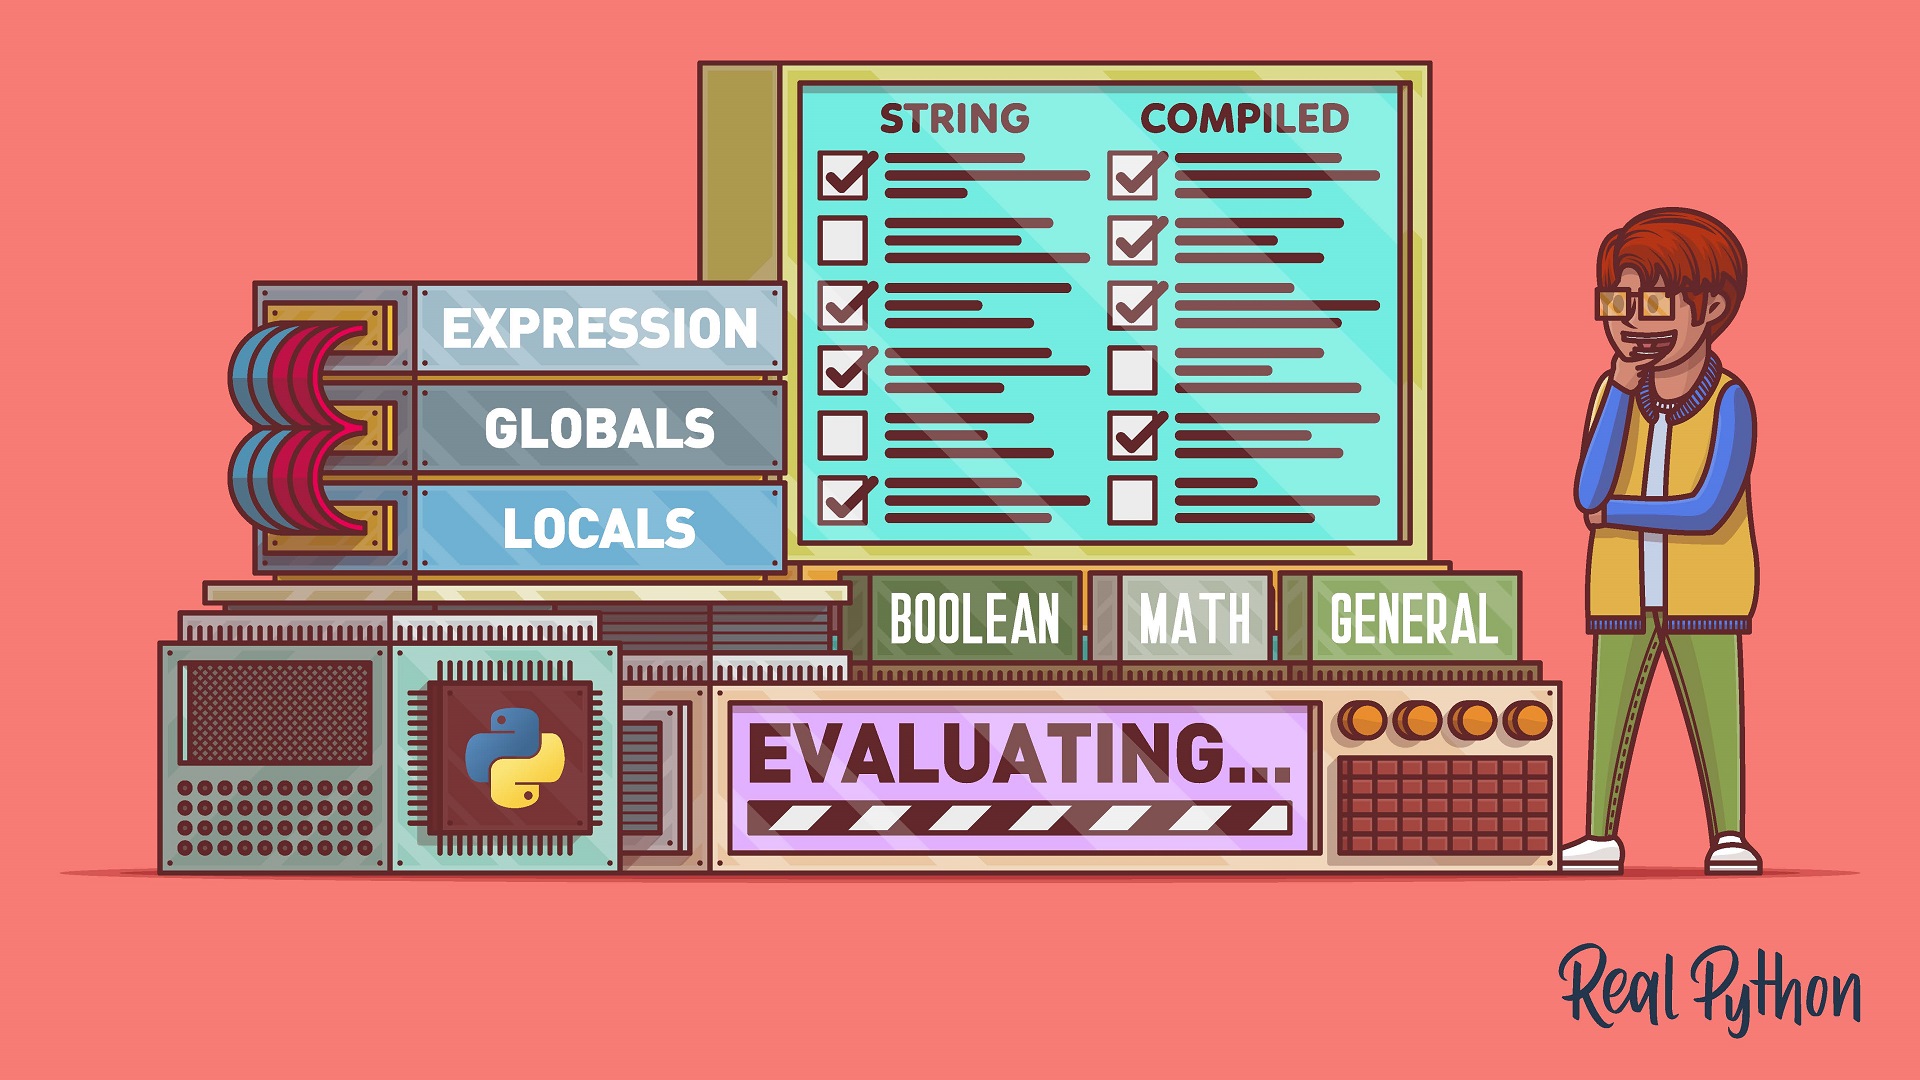 STRING
COMPILED
EXPRESSION
GLOBALS
LOCALS
BOOLEAN
MATH
GENERAL
EVALUATING...
Real Python